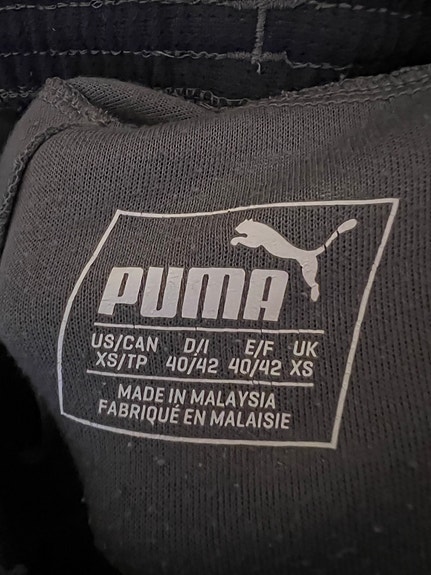 PUMA
US/CAN D/I E/F UK
XS/TP 40/42 40/42 XS
MADE IN MALAYSIA
FABRIQUÉ EN MALAISIE